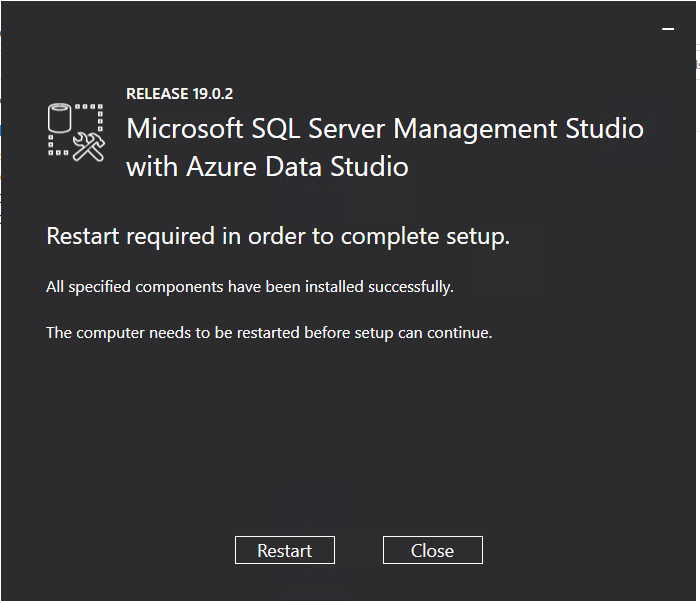 RELEASE 19.0.2
Microsoft SQL Server Management Studio
with Azure Data Studio
Restart required in order to complete setup.
All specified components have been installed successfully.
The computer needs to be restarted before setup can continue.
Restart
Close